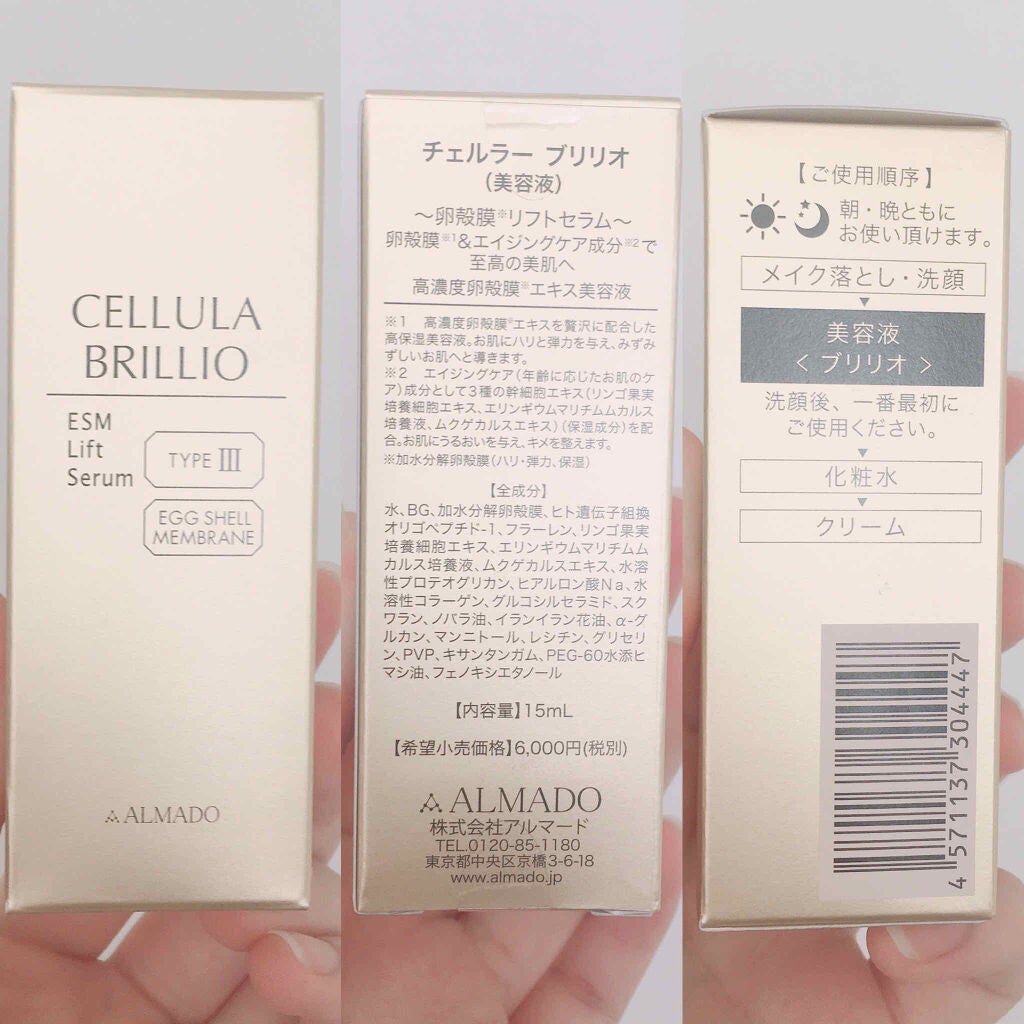 CELLULA
BRILLIO
ESM
Lift
Serum
TYPE III
EGG SHELL
MEMBRANE
ALMADO
チェルラー ブリリオ
(美容液)
〜卵殻膜※リフトセラム〜
卵殻膜※1&エイジングケア成分※2で
至高の美肌へ
高濃度卵殻膜※エキス美容液
※1 高濃度卵殻膜※エキスを贅沢に配合した
高保湿美容液。お肌にハリと弾力を与え、みずみ
ずしいお肌へと導きます。
※2 エイジングケア(年齢に応じたお肌のケ
ア)成分として3種の幹細胞エキス(リンゴ果実
培養細胞エキス、エリンギウムマリチムムカルス
培養液、ムクゲカルスエキス)(保湿成分)を配
合。お肌にうるおいを与え、キメを整えます。
※加水分解卵殻膜(ハリ・弾力、保湿)
【全成分】
水、BG、加水分解卵殻膜、ヒト遺伝子組換
オリゴペプチド-1、フラーレン、リンゴ果実
培養細胞エキス、エリンギウムマリチムム
カルス培養液、ムクゲカルスエキス、水溶
性プロテオグリカン、ヒアルロン酸Na、水
溶性コラーゲン、グルコシルセラミド、スク
ワラン、ノバラ油、イランイラン花油、α-グ
ルカン、マンニトール、レシチン、グリセリ
ン、PVP、キサンタンガム、PEG-60水添ヒ
マシ油、フェノキシエタノール
【内容量】15mL
【希望小売価格】6,000円(税別)
ALMADO
株式会社アルマード
TEL.0120-85-1180
東京都中央区京橋3-6-18
www.almado.jp
【ご使用順序】
朝・晩ともに
お使い頂けます。
メイク落とし・洗顔
美容液
〈 ブリリオ 〉
洗顔後、一番最初に
ご使用ください。
化粧水
クリーム
4 571137 304447